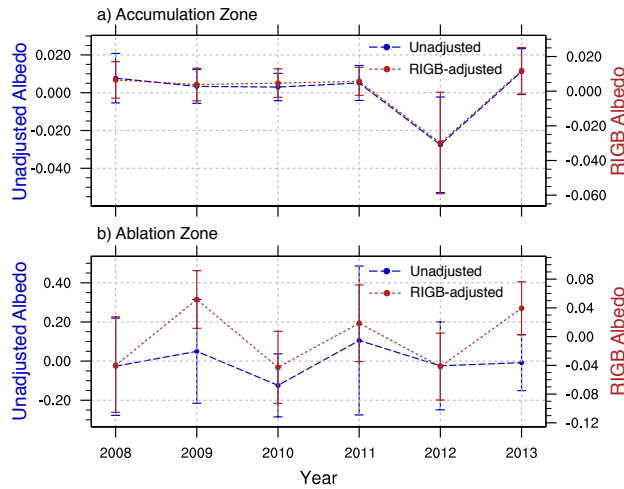 a) Accumulation Zone
Unadjusted
RIGB-adjusted
0.020
0.000
-0.020
-0.040
0.020
0.000
-0.020
-0.040
-0.060
Unadjusted Albedo
RIGB Albedo
b) Ablation Zone
Unadjusted
RIGB-adjusted
0.40
0.20
0.00
-0.20
0.08
0.04
0.00
-0.04
-0.08
-0.12
Unadjusted Albedo
RIGB Albedo
2008 2009 2010 2011 2012 2013
Year